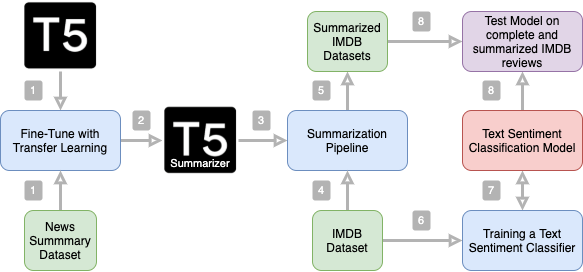 T5
1
Fine-Tune with
Transfer Learning
1
News
Summmary
Dataset
2
T5
Summarizer
3
Summarized
IMDB
Datasets
5
Summarization
Pipeline
4
IMDB
Dataset
8
6
Test Model on
complete and
summarized IMDB
reviews
8
Text Sentiment
Classification Model
7
Training a Text
Sentiment Classifier